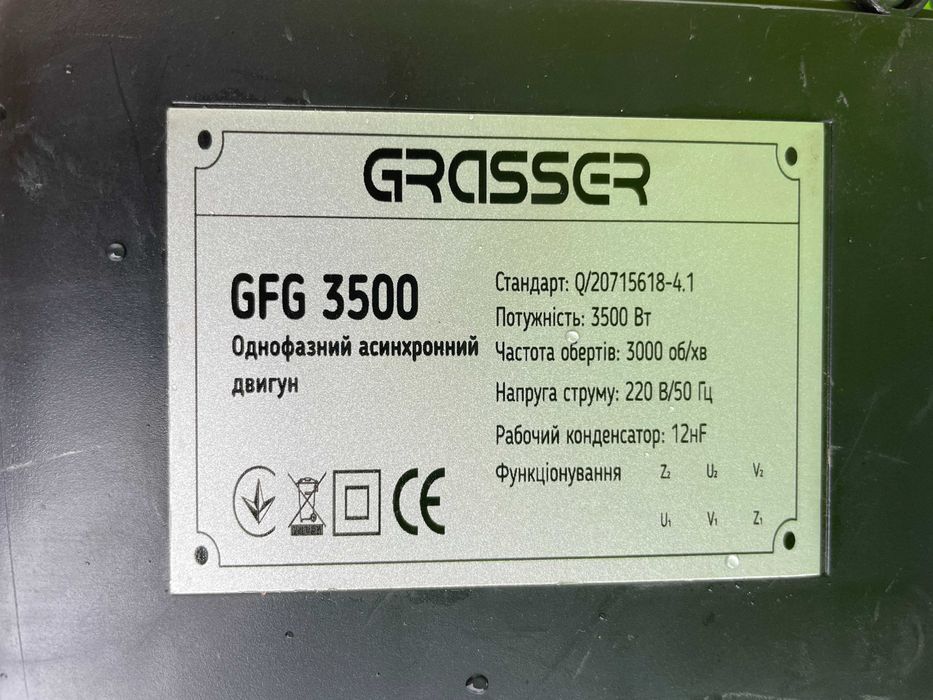 GRASSER
GFG 3500
Однофазний асинхронний
двигун
Стандарт: Q/20715618-4.1
Потужність: 3500 Вт
Частота обертів: 3000 об/хв
Напруга струму: 220 В/50 Гц
Рабочий конденсатор: 12нF
Функціонування Z₂ U₂ V₂
U₁ V₁ Z₁
CE